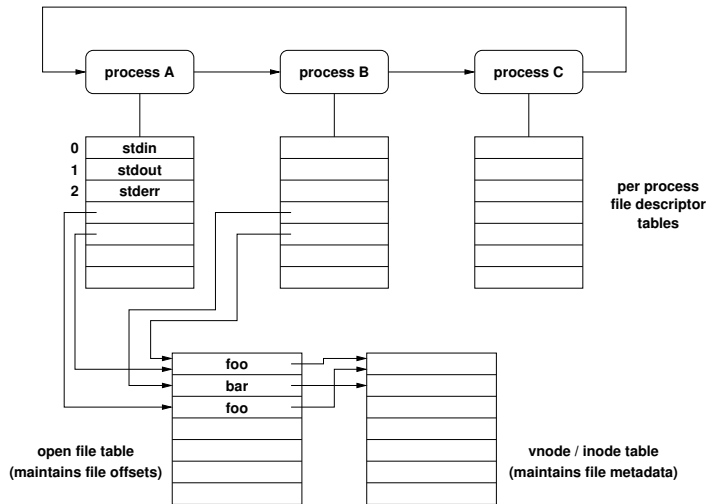 process A
process B
process C
0 stdin
1 stdout
2 stderr
per process
file descriptor
tables
foo
bar
foo
open file table
(maintains file offsets)
vnode / inode table
(maintains file metadata)